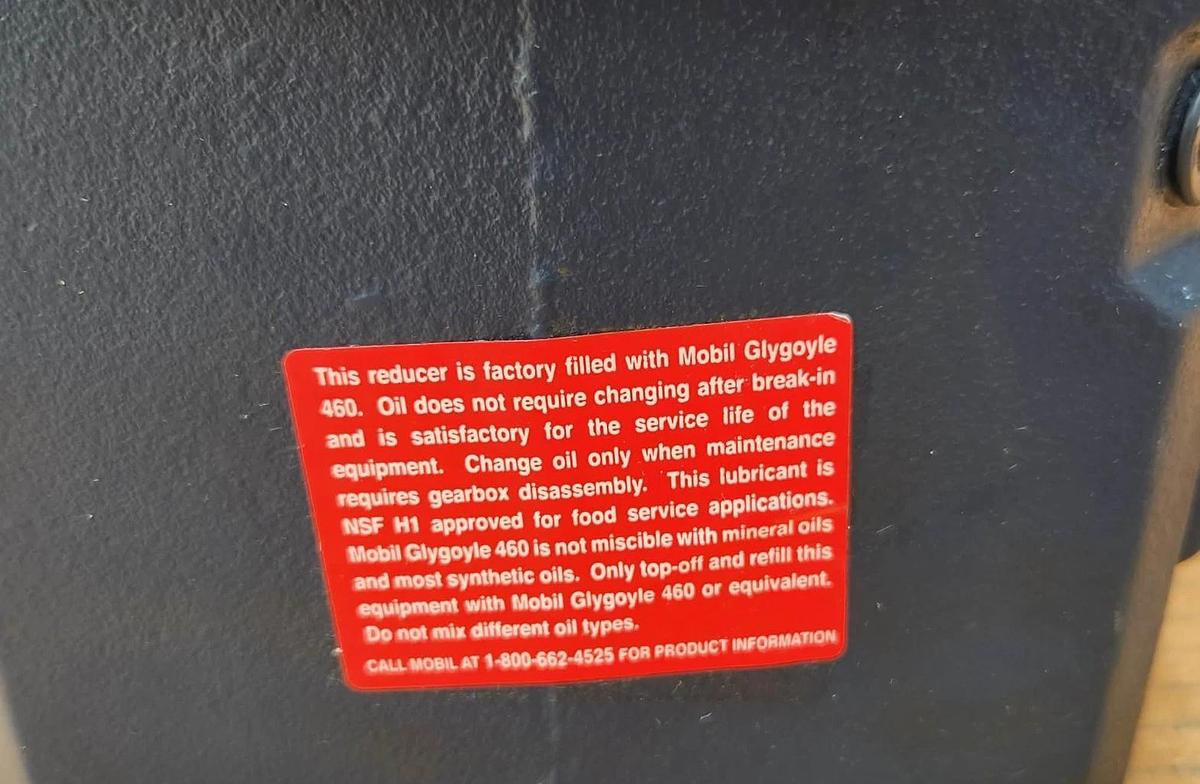 This reducer is factory filled with Mobil Glygoyle
460. Oil does not require changing after break-in
and is satisfactory for the service life of the
equipment. Change oil only when maintenance
requires gearbox disassembly. This lubricant is
NSF H1 approved for food service applications.
Mobil Glygoyle 460 is not miscible with mineral oils
and most synthetic oils. Only top-off and refill this
equipment with Mobil Glygoyle 460 or equivalent.
Do not mix different oil types.
CALL MOBIL AT 1-800-662-4525 FOR PRODUCT INFORMATION